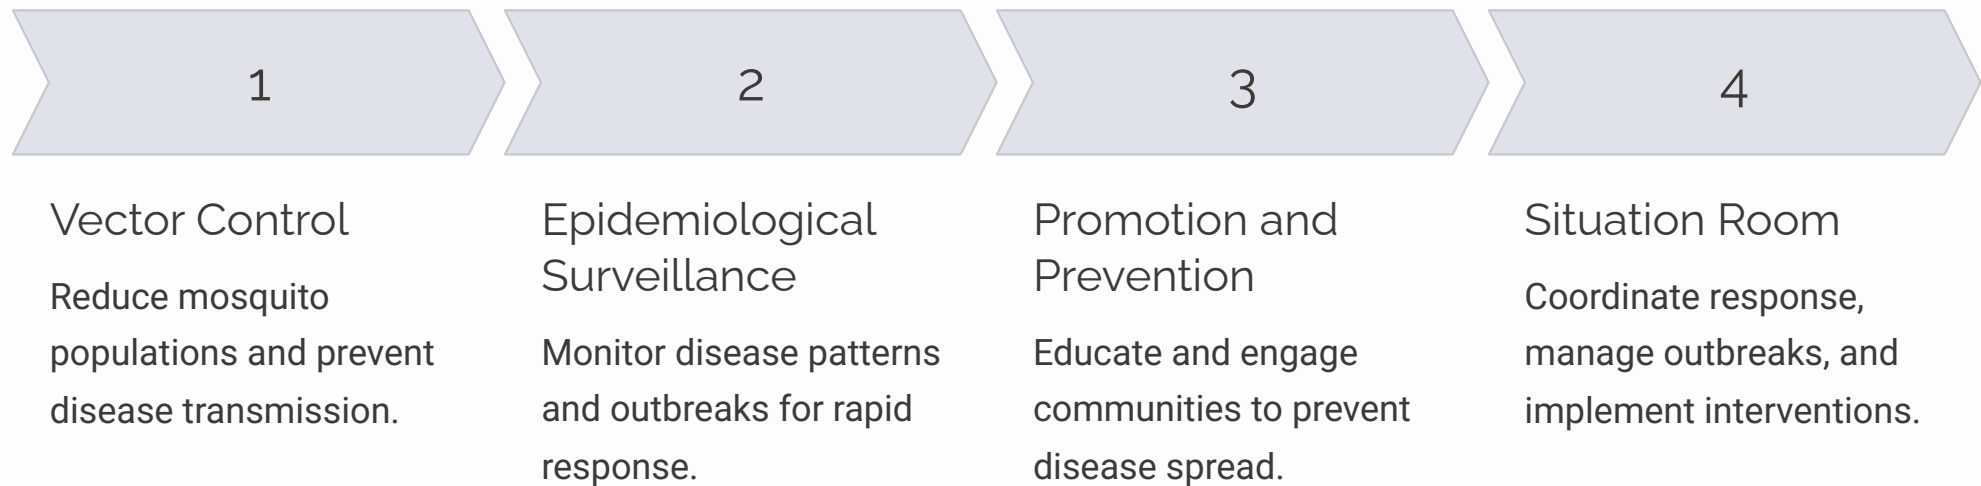 1
2
3
4
Vector Control
Reduce mosquito
populations and prevent
disease transmission.
Epidemiological
Surveillance
Monitor disease patterns
and outbreaks for rapid
response.
Promotion and
Prevention
Educate and engage
communities to prevent
disease spread.
Situation Room
Coordinate response,
manage outbreaks, and
implement interventions.